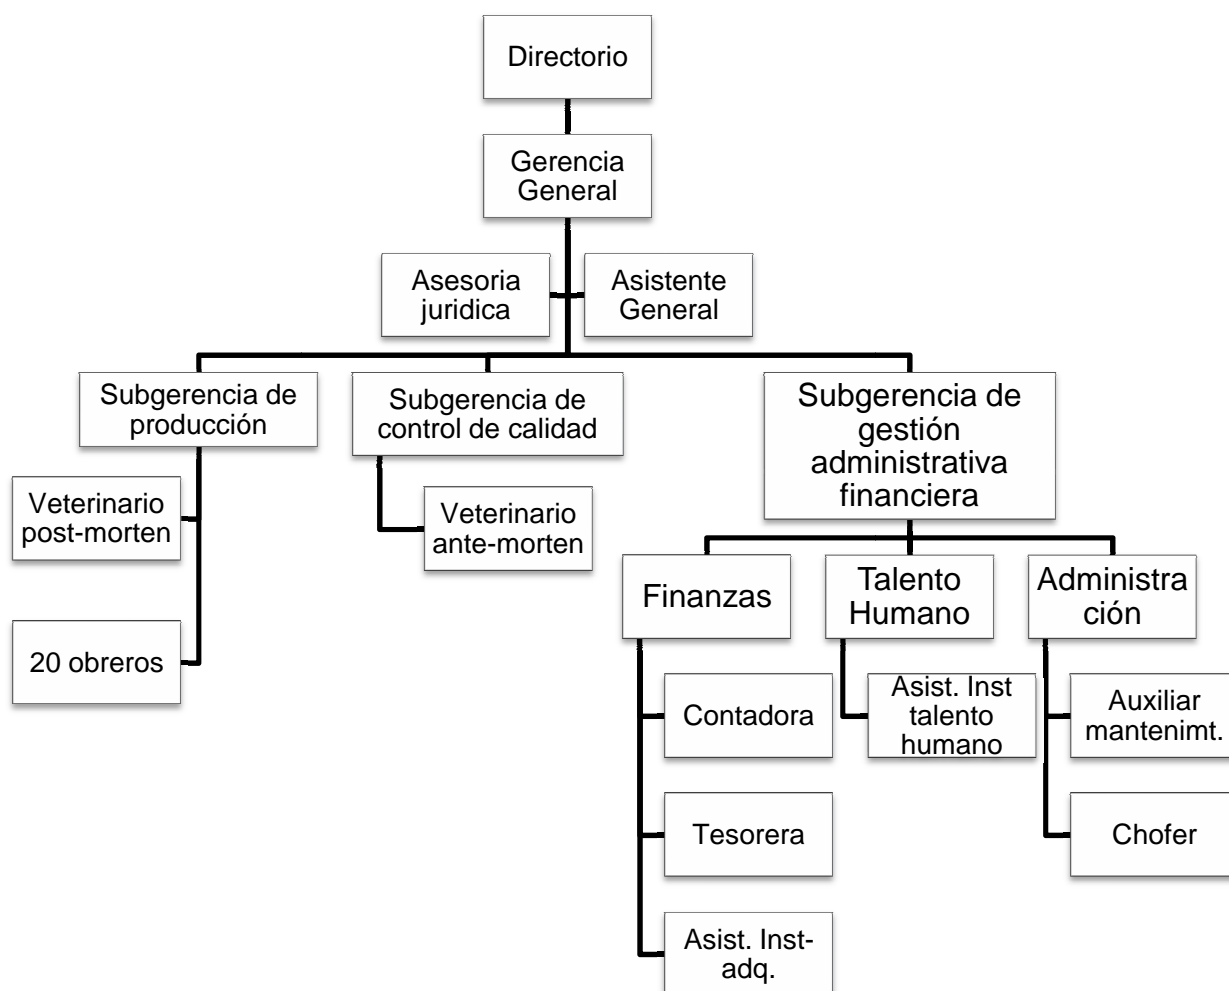 Directorio
Gerencia
General
Asesoria
juridica
Asistente
General
Subgerencia de
producción
Subgerencia de
control de calidad
Subgerencia de
gestión
administrativa
financiera
Veterinario
post-morten
Veterinario
ante-morten
20 obreros
Finanzas
Talento
Humano
Administra
ción
Contadora
Asist. Inst
talento
humano
Auxiliar
mantenimt.
Tesorera
Chofer
Asist. Inst-
adq.